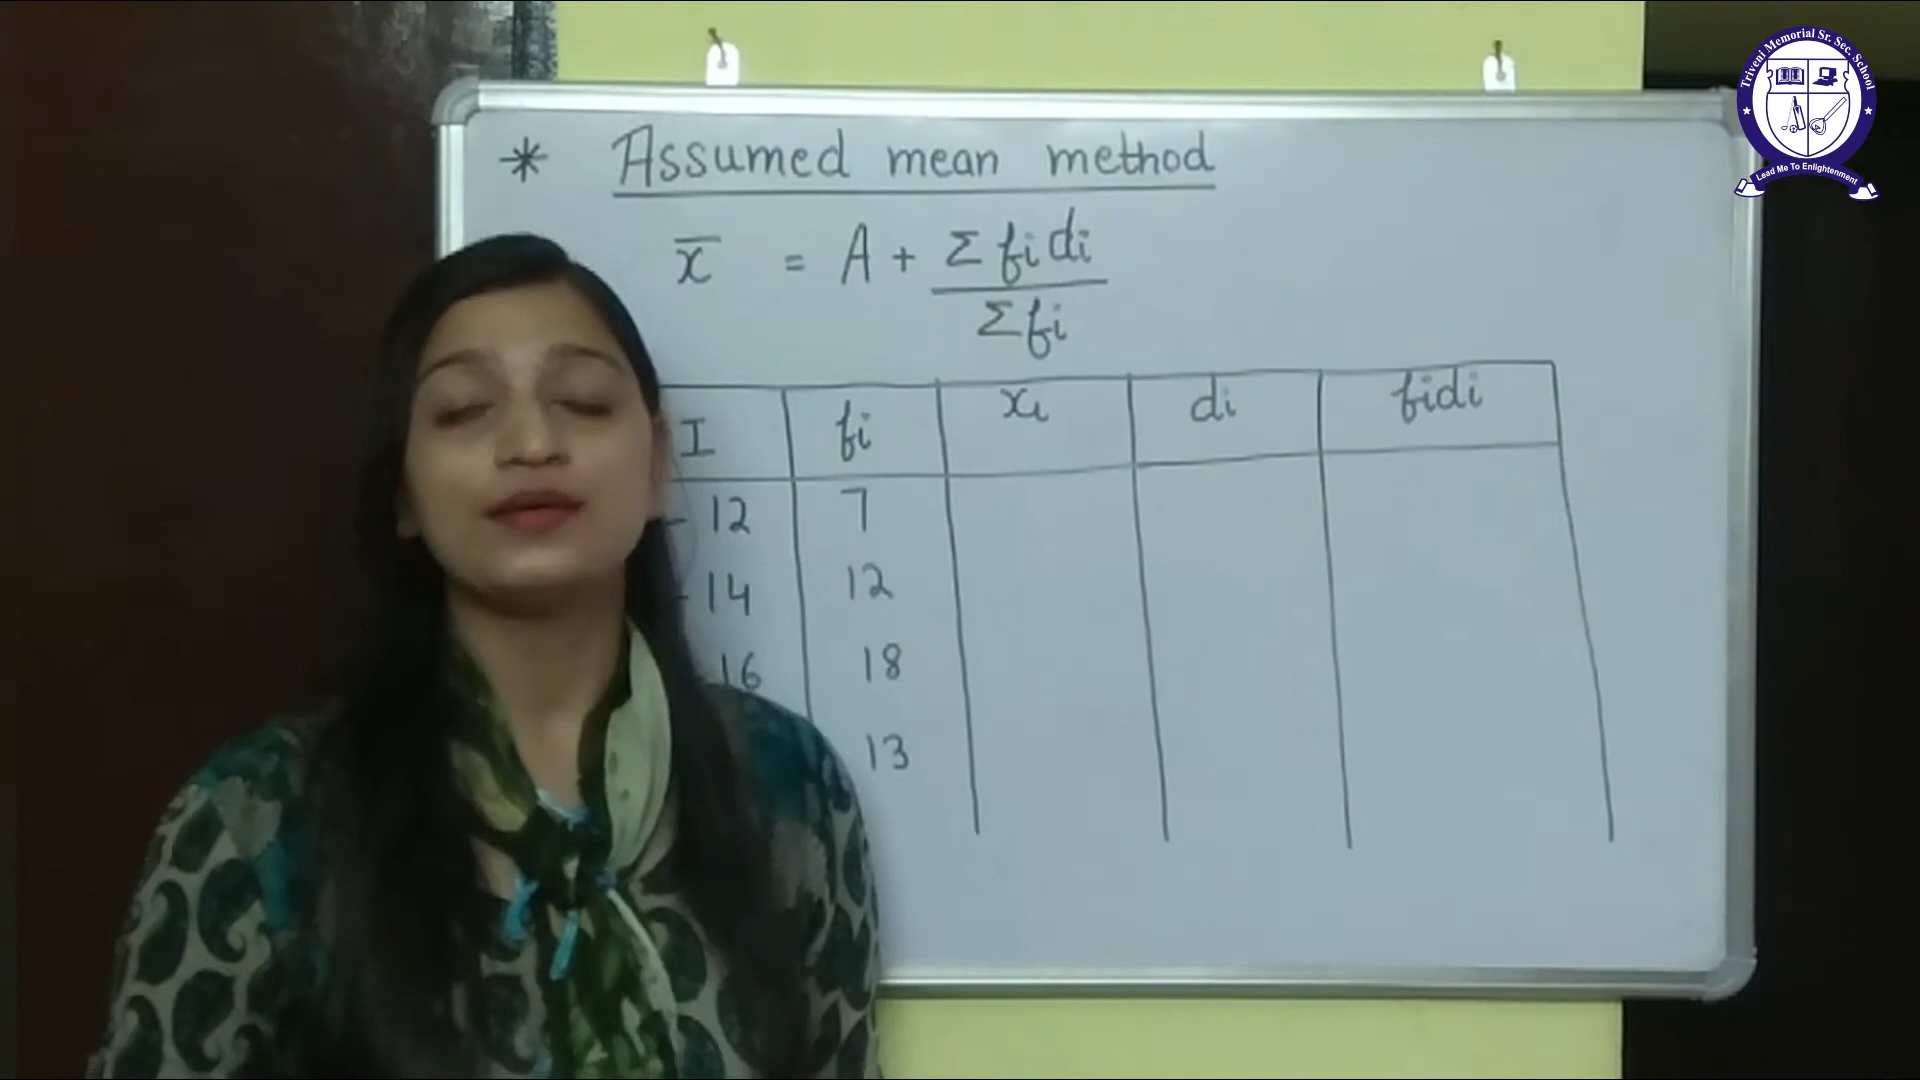 * Assumed mean method
x̄ = A + Σfidi / Σfi
I fi xi di fidi
- 12 7
- 14 12
- 16 18
13
Triveni Memorial Sr. Sec. School
Lead Me To Enlightenment